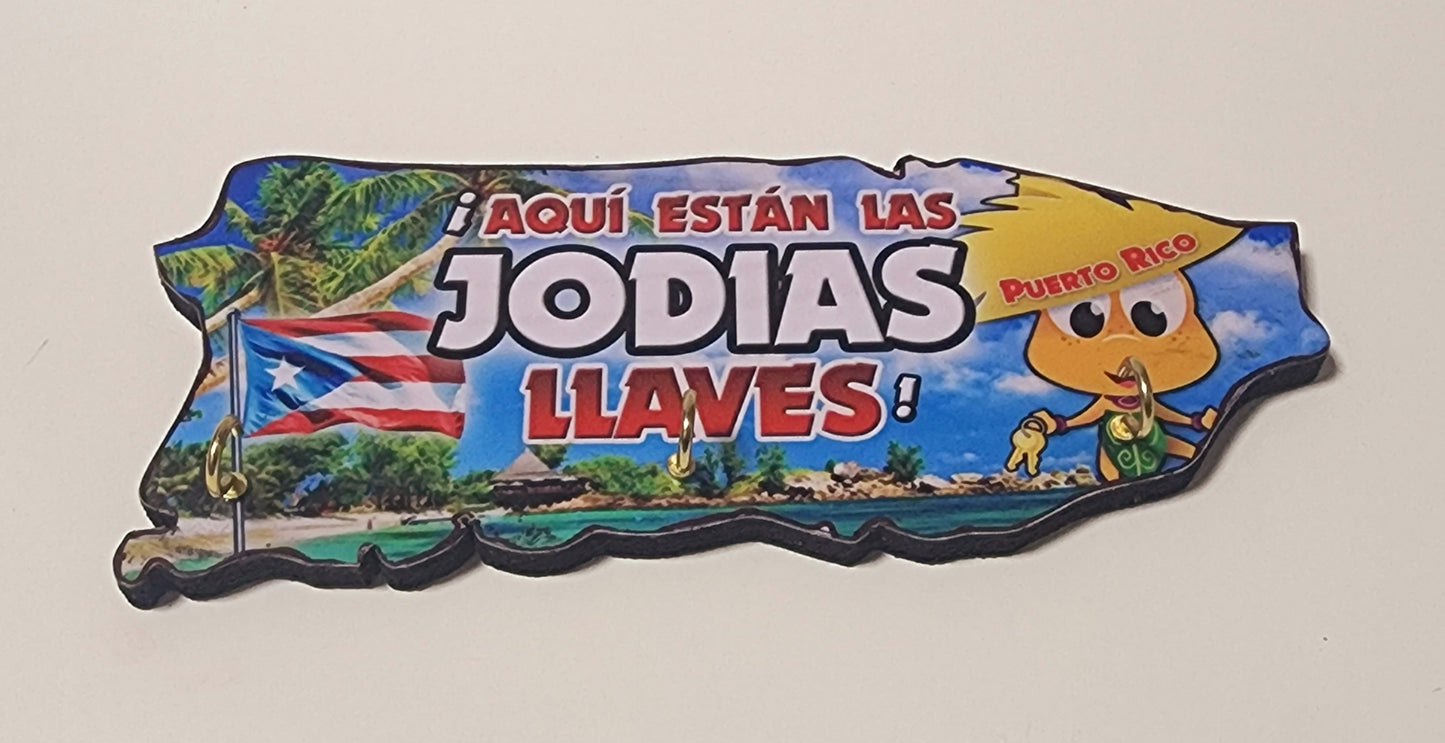 ¡AQUÍ ESTÁN LAS
JODIAS
LLAVES!
PUERTO RICO